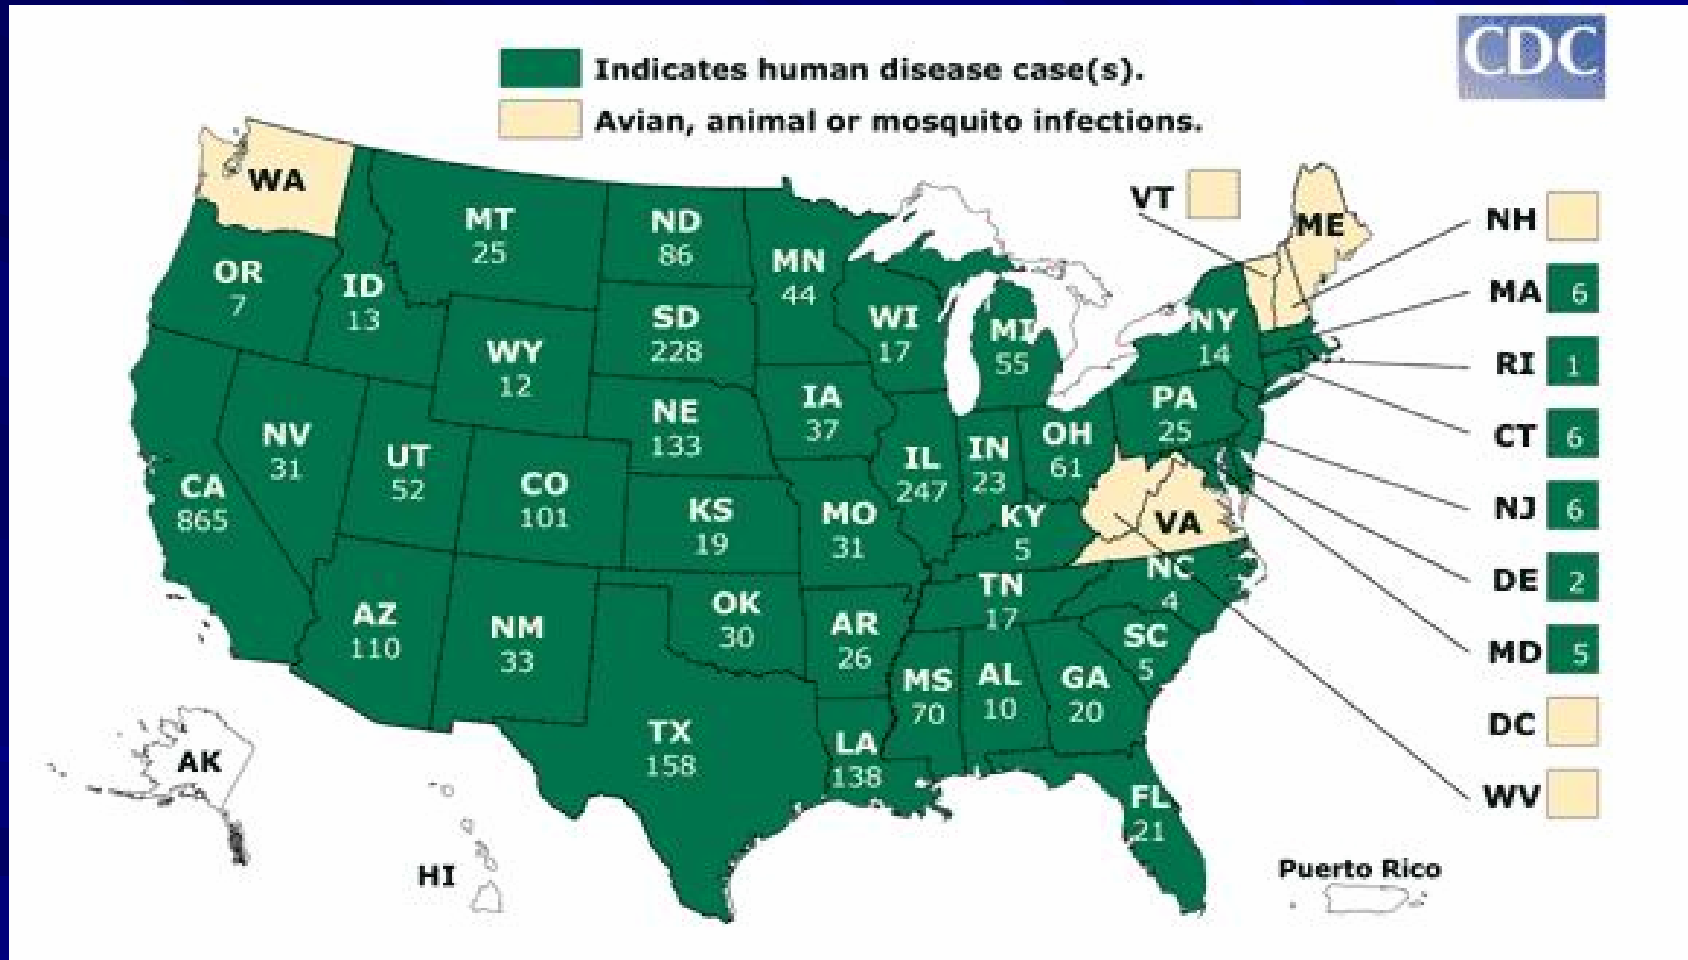 CDC
Indicates human disease case(s).
Avian, animal or mosquito infections.
WA
MT
25
ND
86
MN
44
VT
ME
NH
OR
7
ID
13
SD
228
WI
17
MI
55
NY
14
MA 6
WY
12
RI 1
NE
133
IA
37
PA
25
NV
31
UT
52
CO
101
IL
247
IN
23
OH
61
CT 6
CA
865
KS
19
MO
31
KY
5
VA
NJ 6
AZ
110
NM
33
OK
30
AR
26
TN
17
NC
4
DE 2
SC
5
MD 5
MS
70
AL
10
GA
20
DC
TX
158
LA
138
FL
21
WV
AK
HI
Puerto Rico